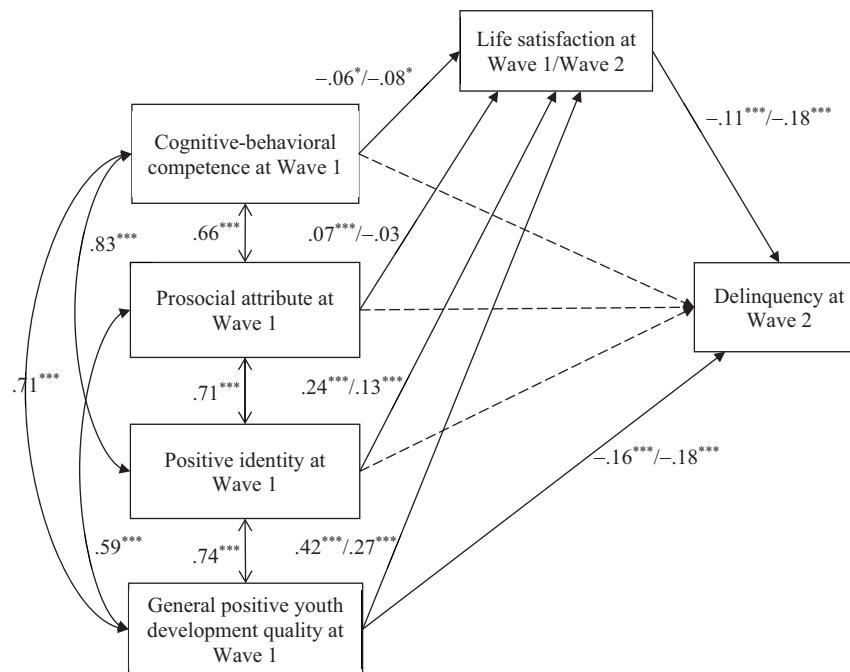 Life satisfaction at
Wave 1/Wave 2
–.06*/–.08*
–.11***/–.18***
Cognitive-behavioral
competence at Wave 1
.66***
.07***/–.03
.83***
Prosocial attribute at
Wave 1
Delinquency at
Wave 2
.71***
.71***
.24***/.13***
Positive identity at
Wave 1
–.16***/–.18***
.59***
.74***
.42***/.27***
General positive youth
development quality at
Wave 1